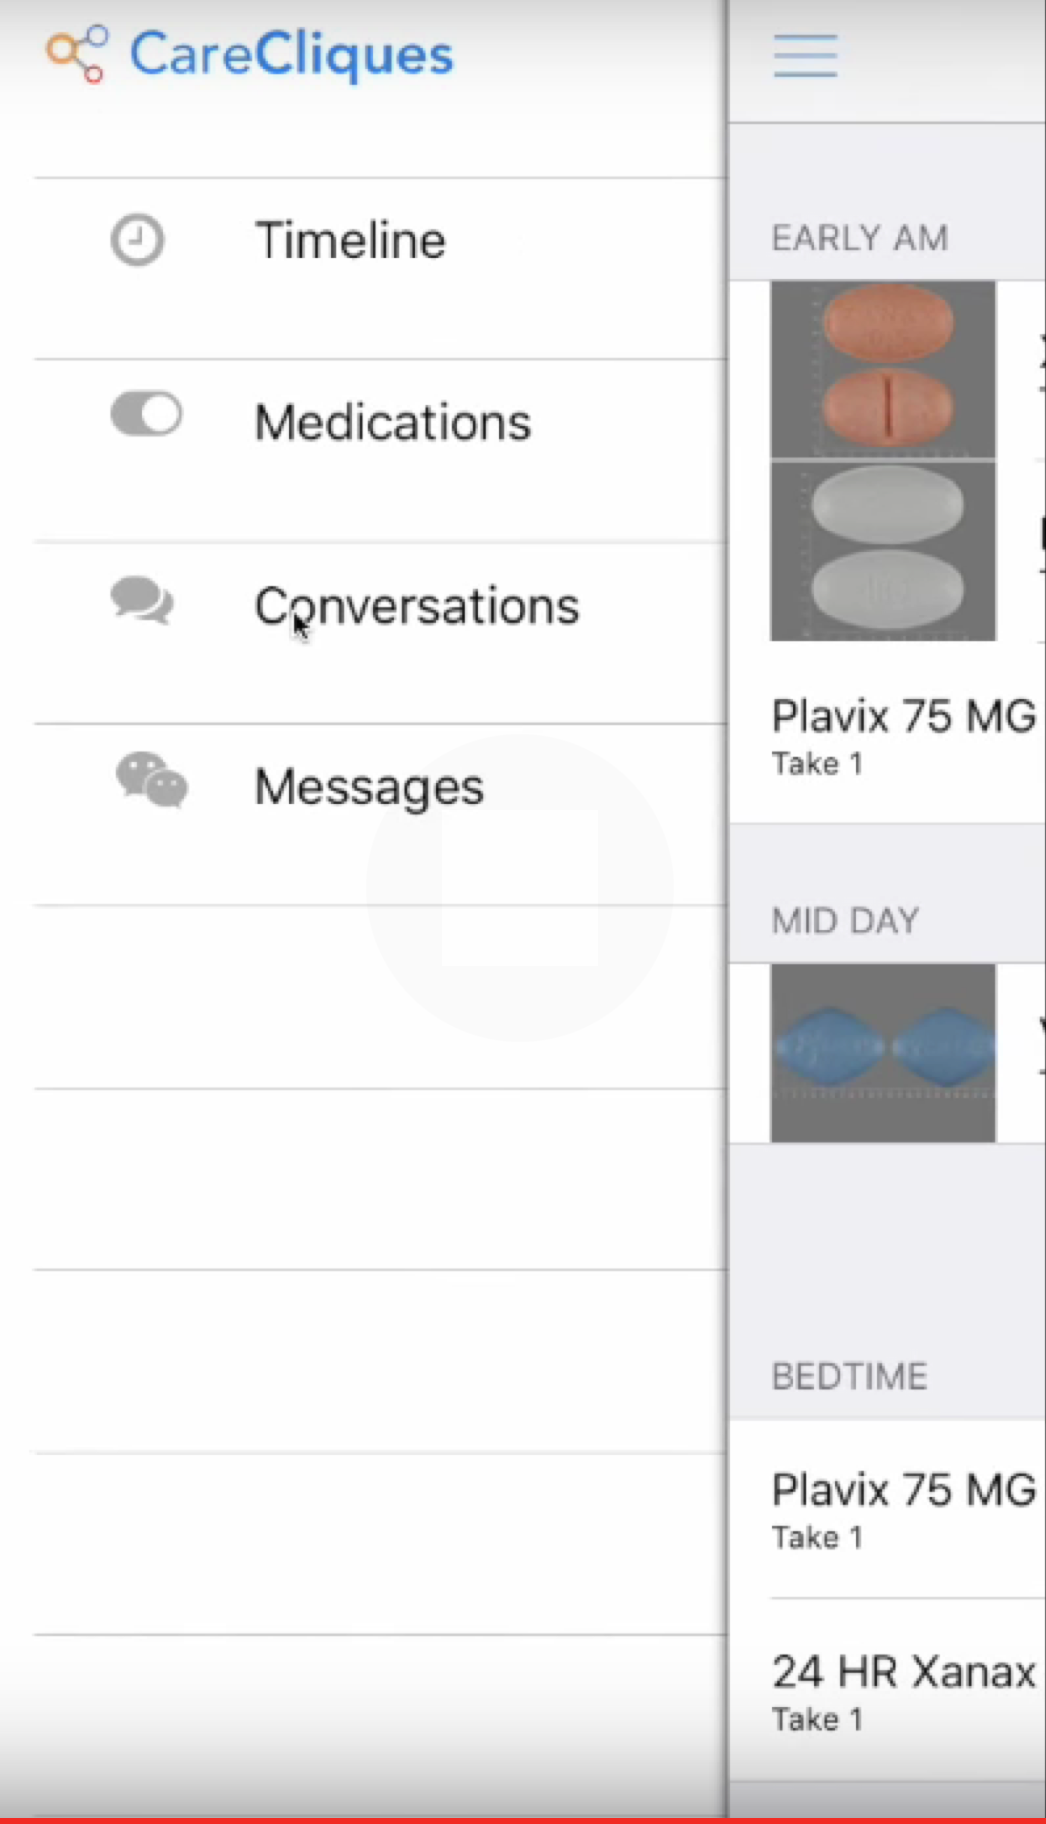 CareCliques
Timeline
Medications
Conversations
Messages
EARLY AM
Plavix 75 MG
Take 1
MID DAY
BEDTIME
Plavix 75 MG
Take 1
24 HR Xanax
Take 1